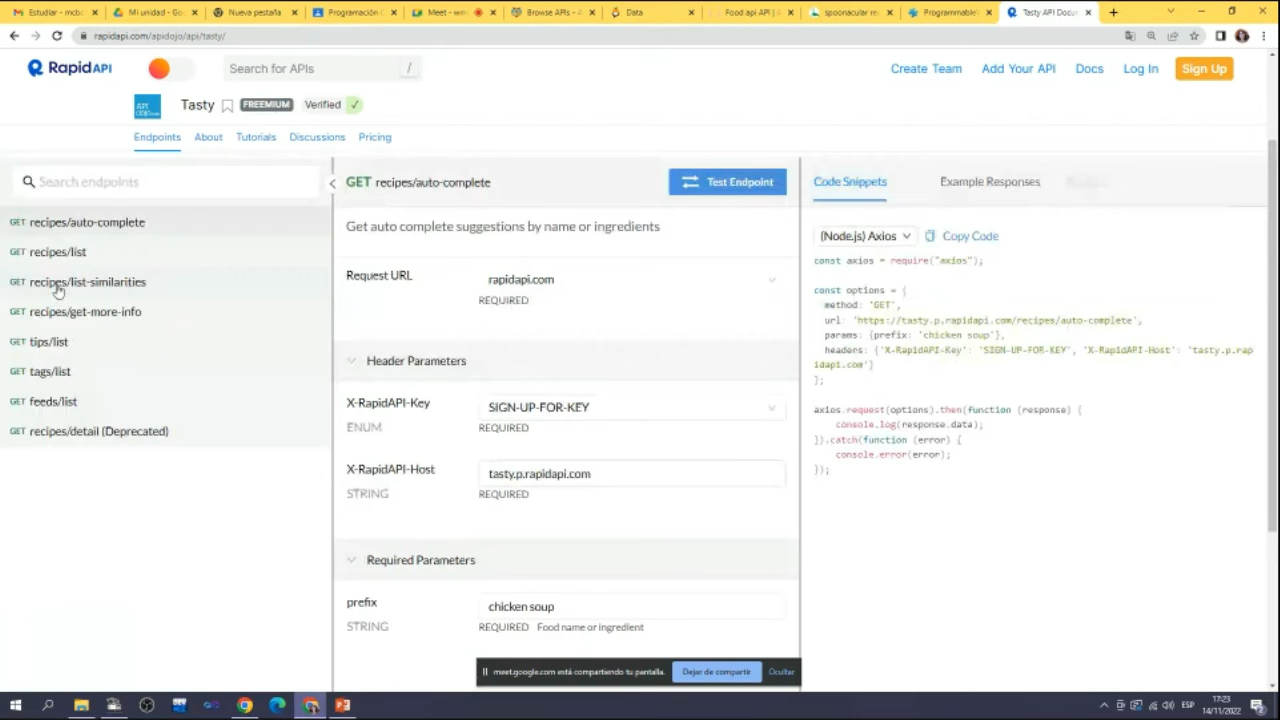 Estudiar - mcbc
Mi unidad - Goo
Nueva pestaña
Programación C
Meet - wm
Browse APIs - A
Data
Food api API | A
spoonacular re
Programmable
Tasty API Docu
rapidapi.com/apidojo/api/tasty/
Rapid API
Search for APIs
/
Create Team
Add Your API
Docs
Log In
Sign Up
Tasty
FREEMIUM
Verified
Endpoints
About
Tutorials
Discussions
Pricing
Search endpoints
GET recipes/auto-complete
GET recipes/list
GET recipes/list-similarities
GET recipes/get-more-info
GET tips/list
GET tags/list
GET feeds/list
GET recipes/detail (Deprecated)
GET recipes/auto-complete
Test Endpoint
Get auto complete suggestions by name or ingredients
Request URL
rapidapi.com
REQUIRED
Header Parameters
X-RapidAPI-Key
SIGN-UP-FOR-KEY
ENUM
REQUIRED
X-RapidAPI-Host
tasty.p.rapidapi.com
STRING
REQUIRED
Required Parameters
prefix
chicken soup
STRING
REQUIRED Food name or ingredient
Code Snippets
Example Responses
(Node.js) Axios
Copy Code
const axios = require("axios");
const options = {
method: 'GET',
url: 'https://tasty.p.rapidapi.com/recipes/auto-complete',
params: {prefix: 'chicken soup'},
headers: {'X-RapidAPI-Key': 'SIGN-UP-FOR-KEY', 'X-RapidAPI-Host': 'tasty.p.rap
idapi.com'}
};
axios.request(options).then(function (response) {
console.log(response.data);
}).catch(function (error) {
console.error(error);
});
meet.google.com está compartiendo tu pantalla.
Dejar de compartir
Ocultar
ESP
17:23
14/11/2022